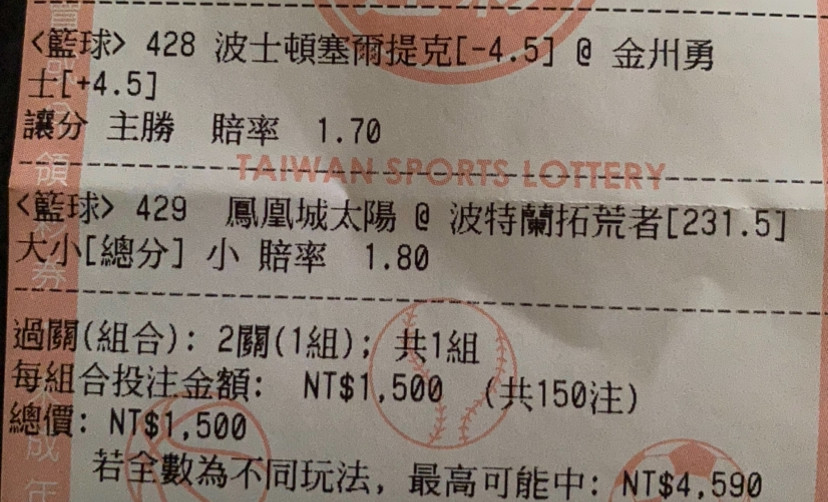 <籃球> 428 波士頓塞爾提克[-4.5] @ 金州勇
士[+4.5]
讓分 主勝 賠率 1.70
TAIWAN SPORTS LOTTERY
<籃球> 429 鳳凰城太陽 @ 波特蘭拓荒者[231.5]
大小[總分] 小 賠率 1.80
過關(組合): 2關(1組); 共1組
每組合投注金額: NT$1,500 (共150注)
總價: NT$1,500
若全數為不同玩法, 最高可能中: NT$4,590